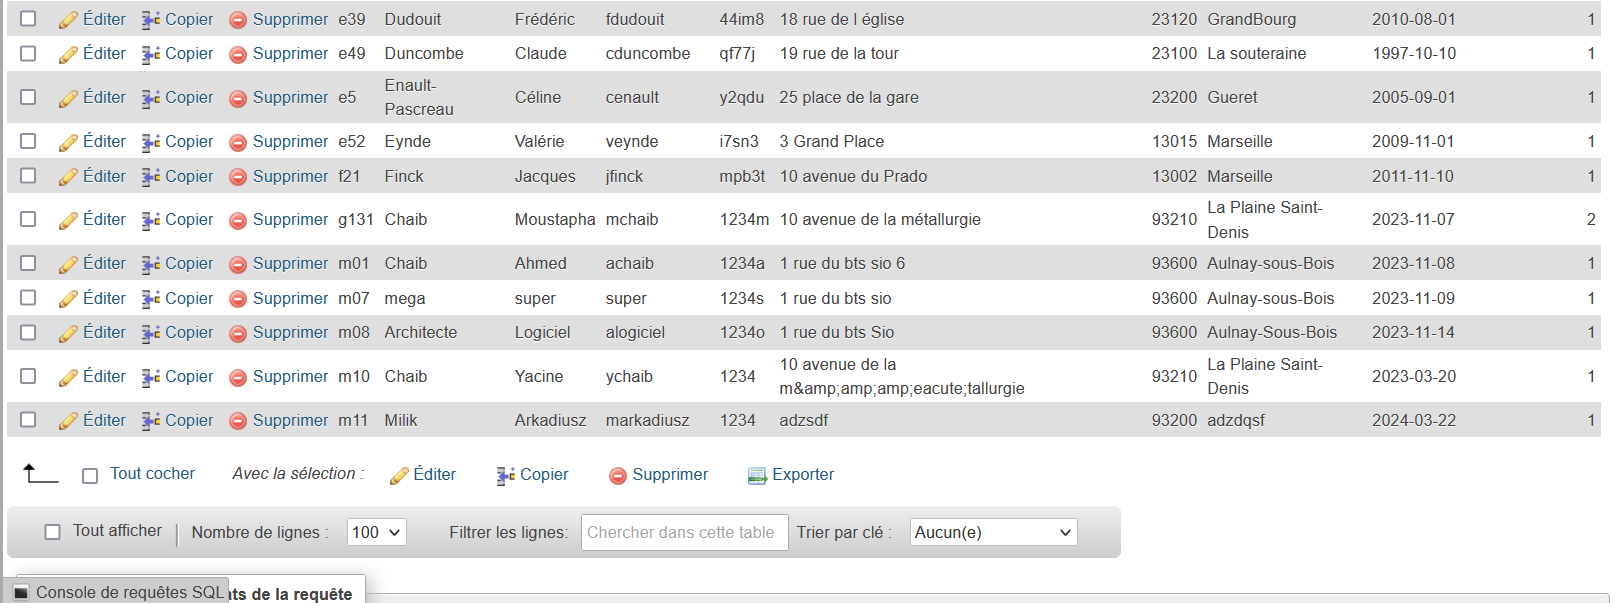 Éditer Copier Supprimer e39 Dudouit Frédéric fdudouit 44im8 18 rue de l église 23120 GrandBourg 2010-08-01 1
Éditer Copier Supprimer e49 Duncombe Claude cduncombe qf77j 19 rue de la tour 23100 La souteraine 1997-10-10 1
Éditer Copier Supprimer e5 Enault-
Pascreau Céline cenault y2qdu 25 place de la gare 23200 Gueret 2005-09-01 1
Éditer Copier Supprimer e52 Eynde Valérie veynde i7sn3 3 Grand Place 13015 Marseille 2009-11-01 1
Éditer Copier Supprimer f21 Finck Jacques jfinck mpb3t 10 avenue du Prado 13002 Marseille 2011-11-10 1
Éditer Copier Supprimer g131 Chaib Moustapha mchaib 1234m 10 avenue de la métallurgie 93210 La Plaine Saint-
Denis 2023-11-07 2
Éditer Copier Supprimer m01 Chaib Ahmed achaib 1234a 1 rue du bts sio 6 93600 Aulnay-sous-Bois 2023-11-08 1
Éditer Copier Supprimer m07 mega super super 1234s 1 rue du bts sio 93600 Aulnay-sous-Bois 2023-11-09 1
Éditer Copier Supprimer m08 Architecte Logiciel alogiciel 1234o 1 rue du bts Sio 93600 Aulnay-Sous-Bois 2023-11-14 1
Éditer Copier Supprimer m10 Chaib Yacine ychaib 1234 10 avenue de la
m&amp;amp;amp;eacute;tallurgie 93210 La Plaine Saint-
Denis 2023-03-20 1
Éditer Copier Supprimer m11 Milik Arkadiusz markadiusz 1234 adzsdf 93200 adzdqsf 2024-03-22 1
Tout cocher Avec la sélection : Éditer Copier Supprimer Exporter
Tout afficher Nombre de lignes : 100 Filtrer les lignes: Chercher dans cette table Trier par clé : Aucun(e)
Console de requêtes SQL ats de la requête